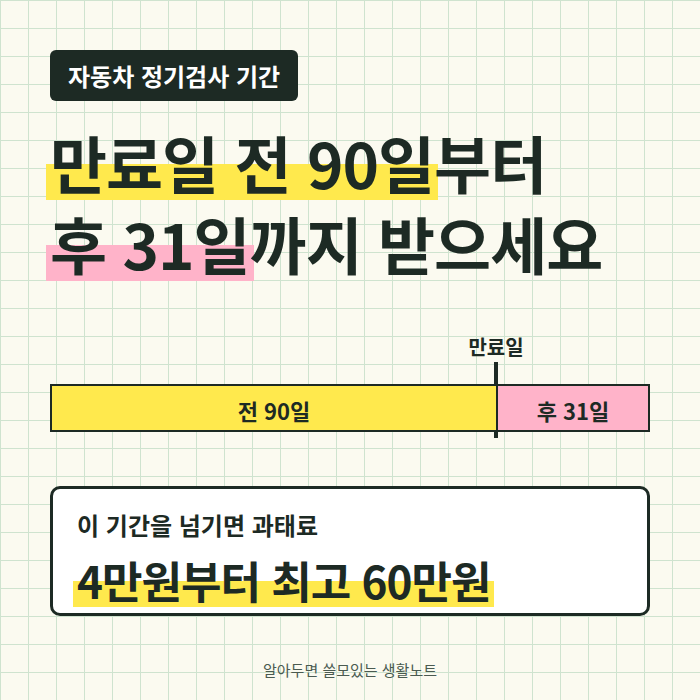 자동차 정기검사 기간
만료일 전 90일부터
후 31일까지 받으세요
만료일
전 90일
후 31일
이 기간을 넘기면 과태료
4만원부터 최고 60만원
알아두면 쓸모있는 생활노트